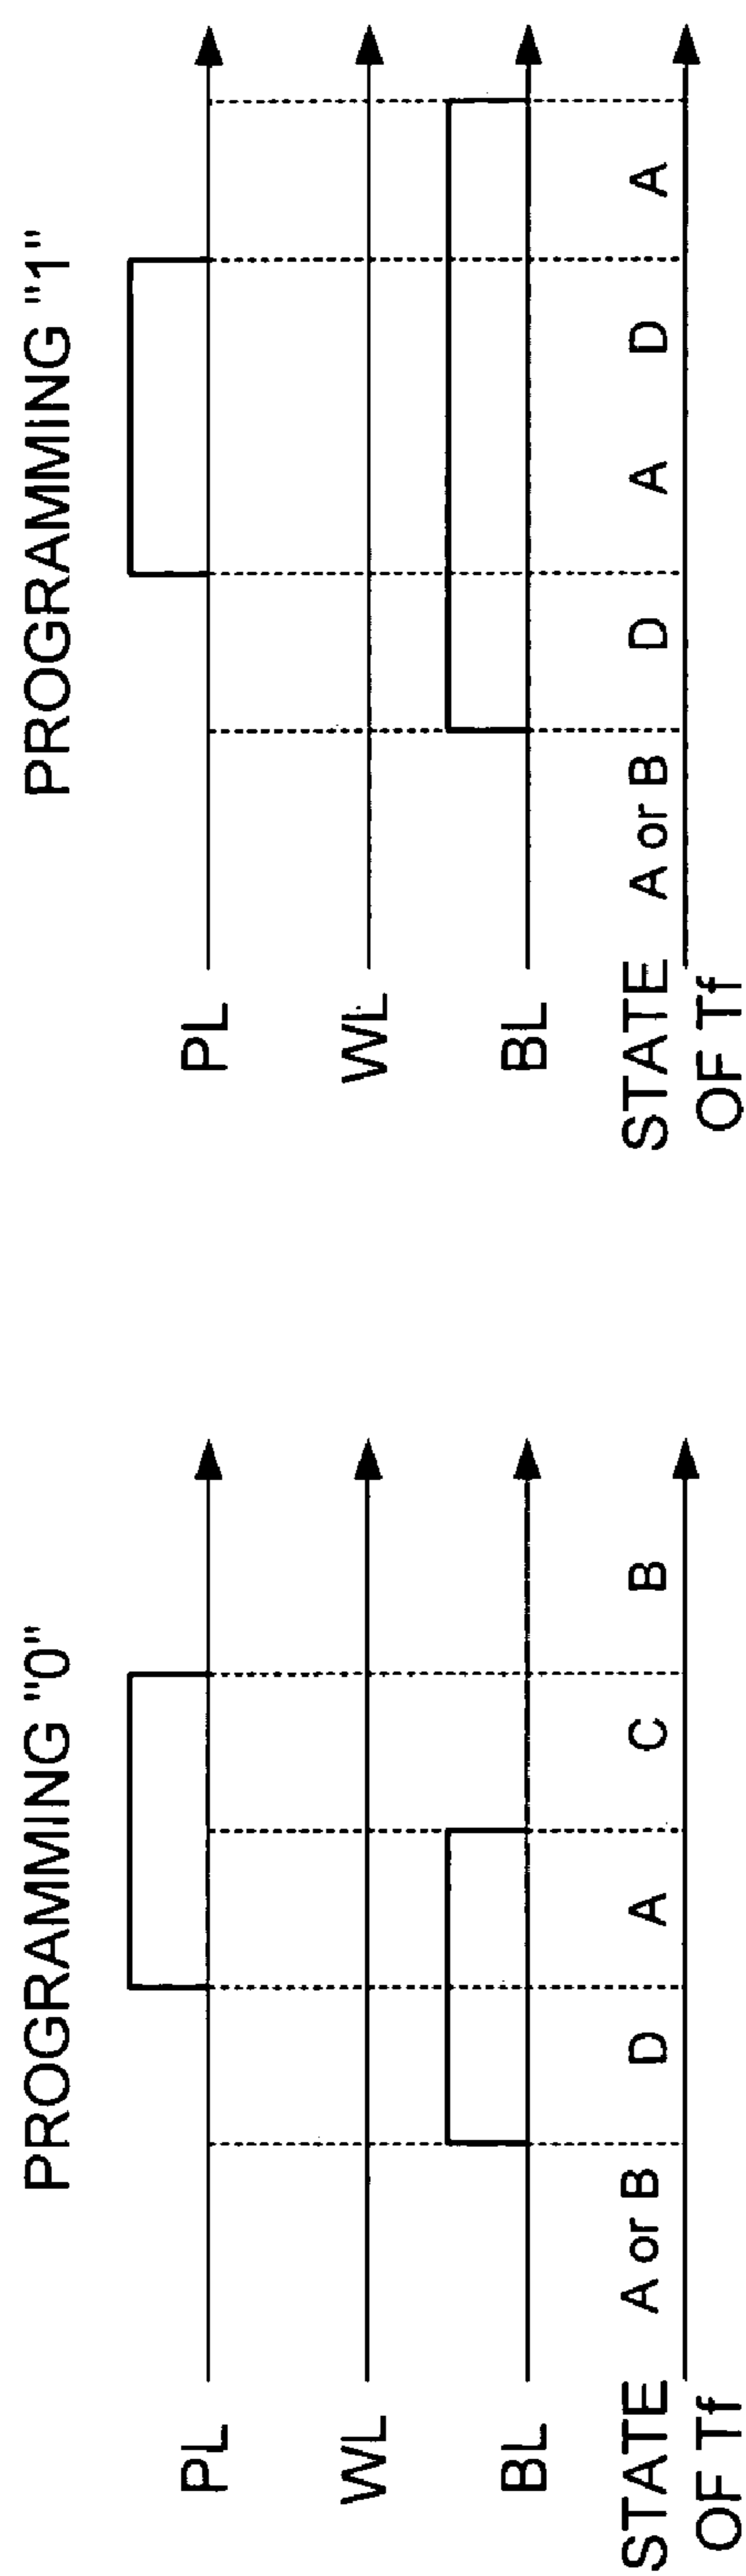 PROGRAMMING "0"
PL
WL
BL
STATE OF Tf
A or B D A C B
PROGRAMMING "1"
PL
WL
BL
STATE OF Tf
A or B D A D A